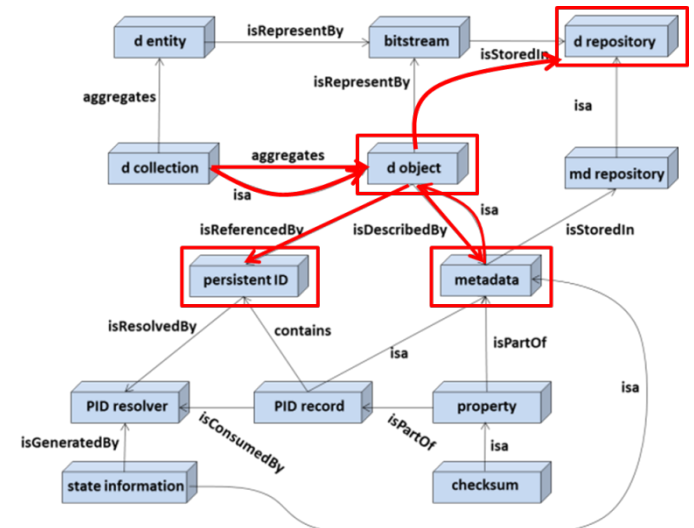 d entity
isRepresentBy
bitstream
d repository
isStoredIn
isRepresentBy
aggregates
isa
d collection
aggregates
d object
md repository
isa
isReferencedBy
isDescribedBy
isa
isStoredIn
persistent ID
metadata
isResolvedBy
contains
isa
isPartOf
isa
PID resolver
PID record
property
isGeneratedBy
isConsumedBy
isPartOf
isa
state information
checksum